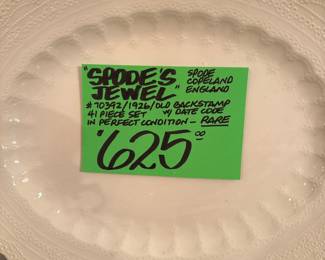 "SPODE'S JEWEL"
SPODE
COPELAND
ENGLAND
#70392/1926/OLD BACKSTAMP
41 PIECE SET W/ DATE CODE
IN PERFECT CONDITION - RARE
$625.00